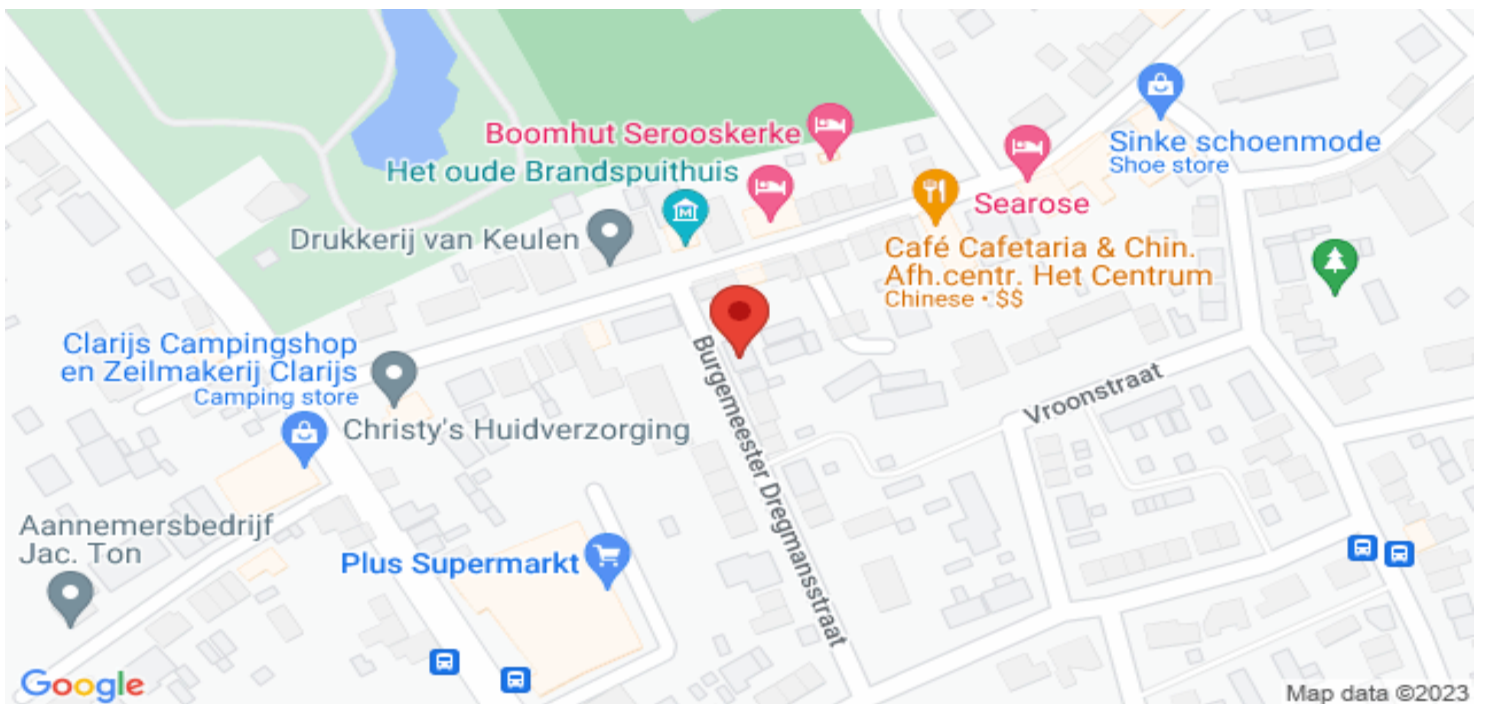 Boomhut Serooskerke
Het oude Brandspuithuis
Drukkerij van Keulen
Sinke schoenmode
Shoe store
Searose
Café Cafetaria & Chin.
Afh.centr. Het Centrum
Chinese • $$
Clarijs Campingshop
en Zeilmakerij Clarijs
Camping store
Christy's Huidverzorging
Burgemeester Dregmansstraat
Vroonstraat
Aannemersbedrijf
Jac. Ton
Plus Supermarkt
Google
Map data ©2023